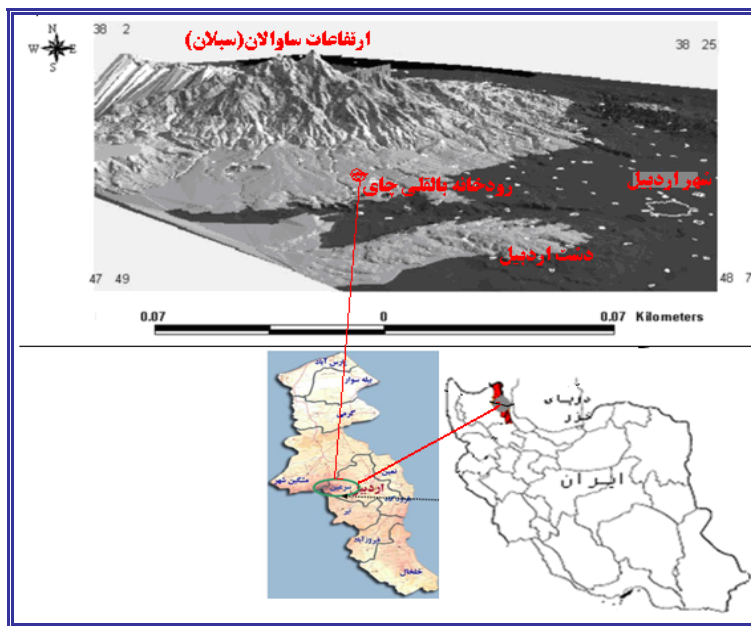 N
W E
S
38 2
38 25
ارتفاعات ساوالان(سبلان)
شهر اردبیل
رودخانه بالقلی چای
دشت اردبیل
47 49
48 7
0.07 0 0.07 Kilometers
پارس آباد
بیله سوار
گرمی
مشگین شهر
نمین
سرعین
اردبیل
نیر
فیروزآباد
خلخال
دریای
خزر
ایران